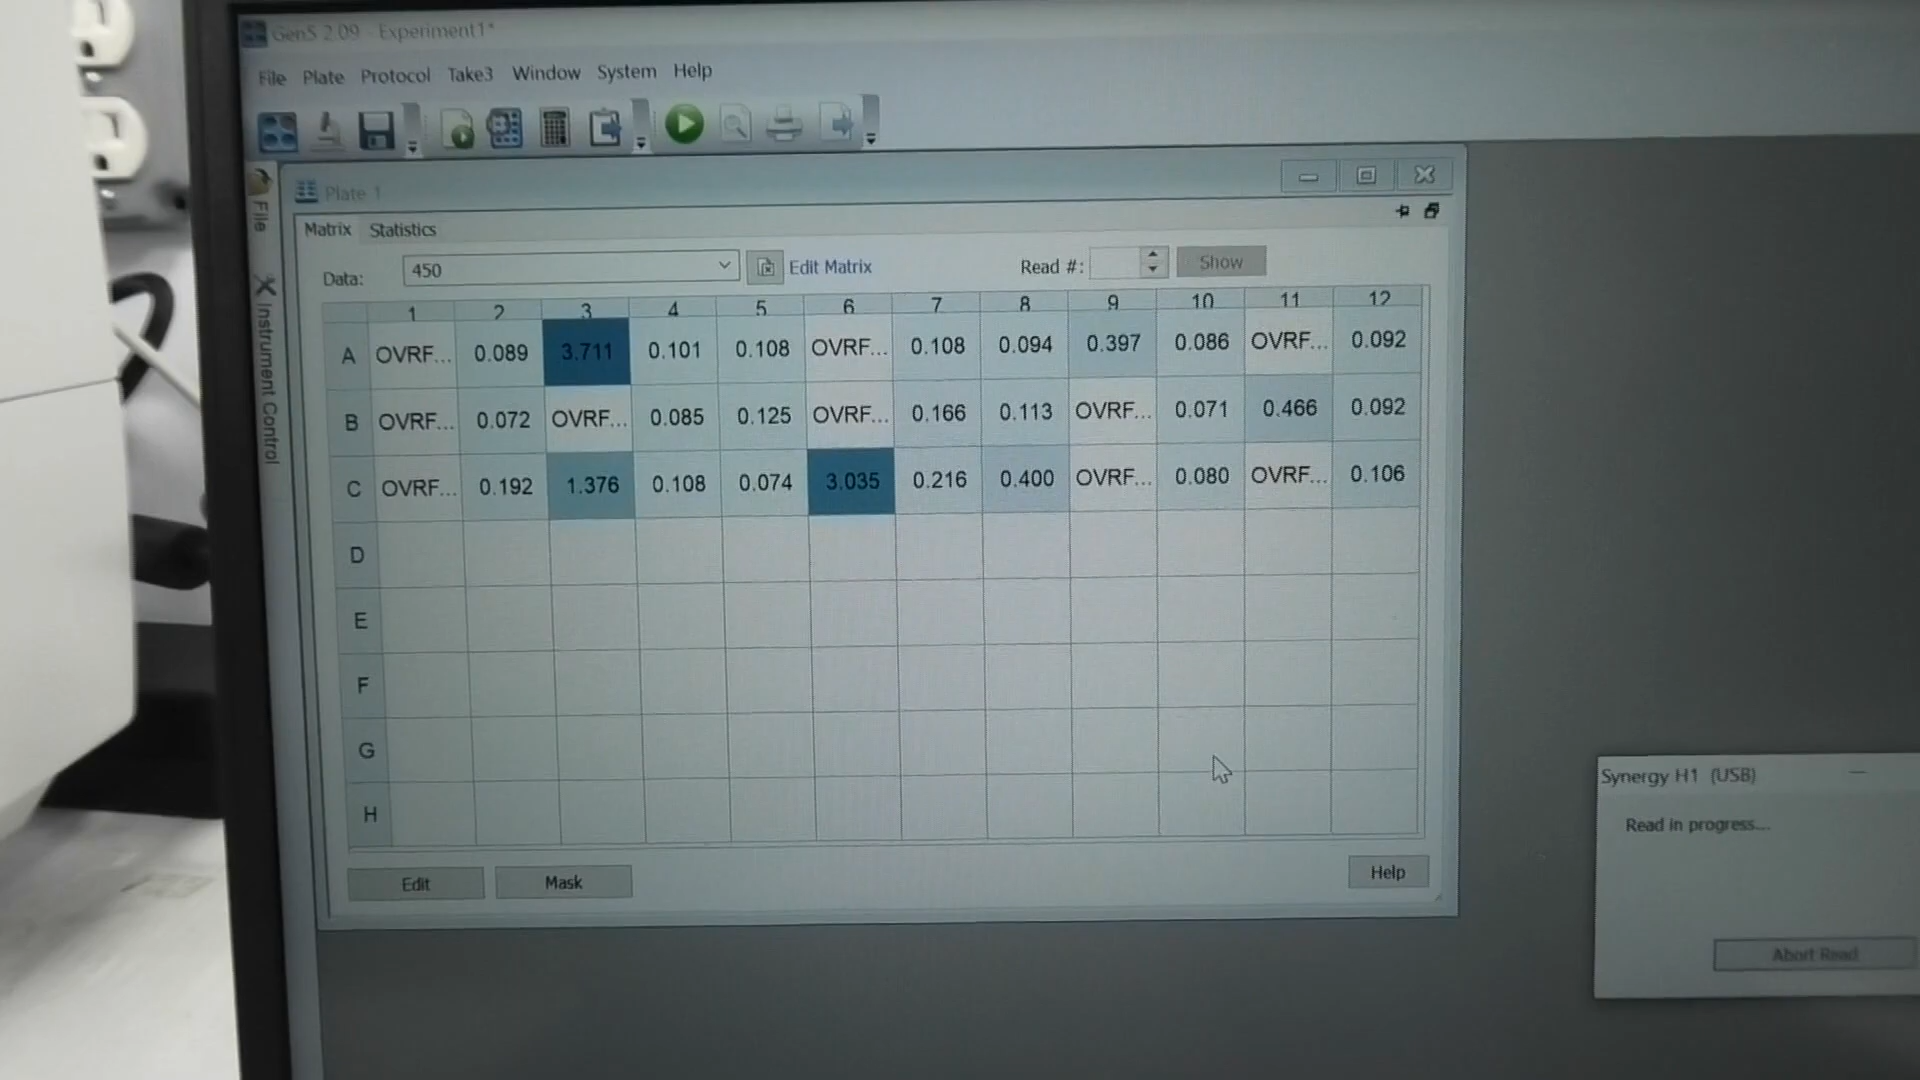 Gen5 2.09 - Experiment1*
File Plate Protocol Take3 Window System Help
File
Instrument Control
Plate 1
Matrix Statistics
Data: 450 Edit Matrix Read #: Show
1 2 3 4 5 6 7 8 9 10 11 12
A OVRF... 0.089 3.711 0.101 0.108 OVRF... 0.108 0.094 0.397 0.086 OVRF... 0.092
B OVRF... 0.072 OVRF... 0.085 0.125 OVRF... 0.166 0.113 OVRF... 0.071 0.466 0.092
C OVRF... 0.192 1.376 0.108 0.074 3.035 0.216 0.400 OVRF... 0.080 OVRF... 0.106
D
E
F
G
H
Edit Mask Help
Synergy H1 (USB)
Read in progress...
Abort Read